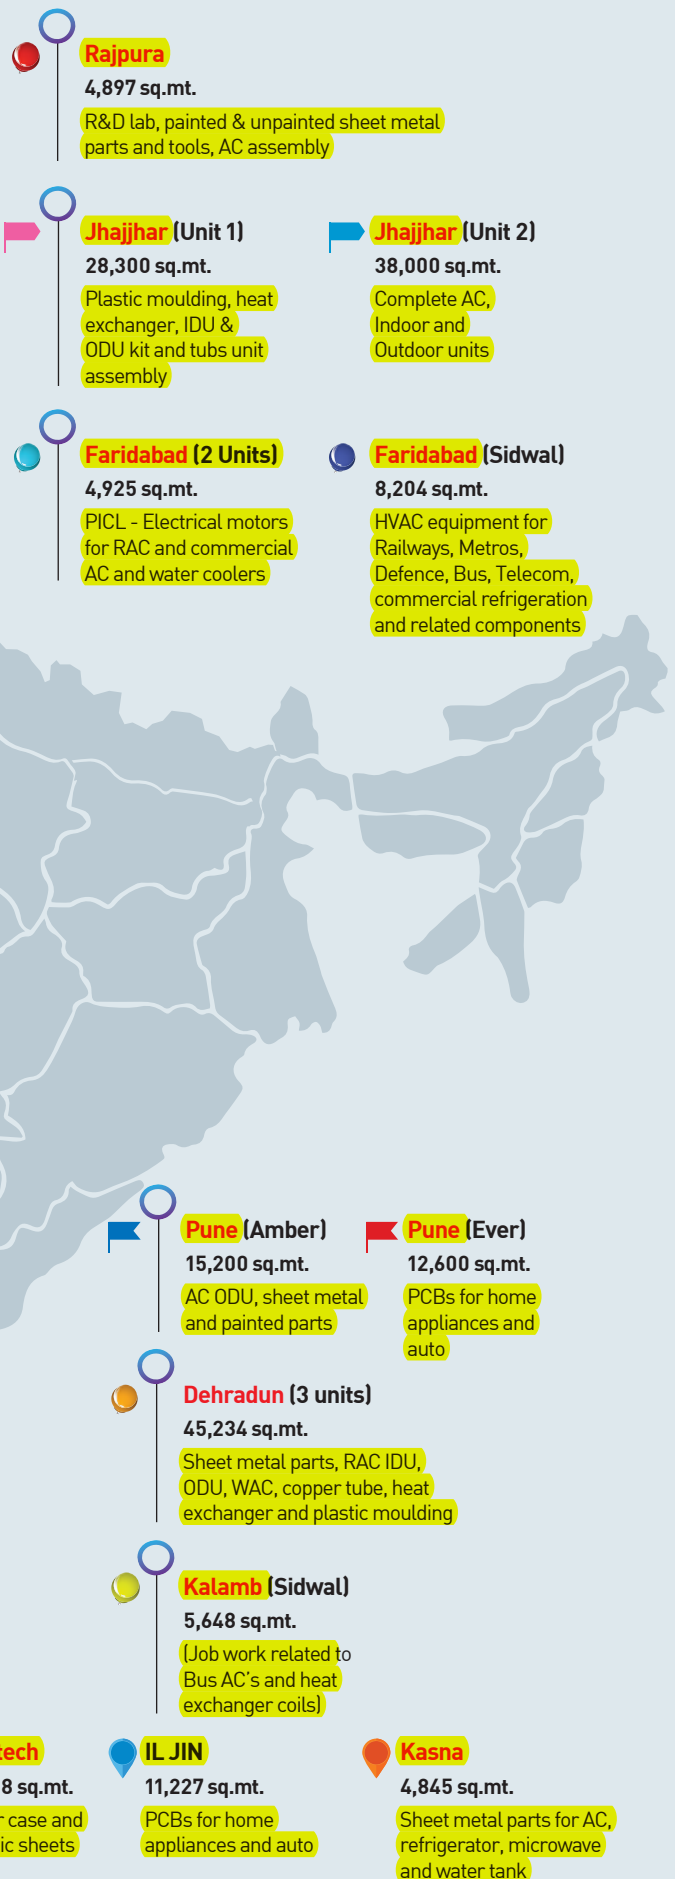 Rajpura
4,897 sq.mt.
R&D lab, painted & unpainted sheet metal
parts and tools, AC assembly
Jhajjhar (Unit 1)
28,300 sq.mt.
Plastic moulding, heat
exchanger, IDU &
ODU kit and tubs unit
assembly
Jhajjhar (Unit 2)
38,000 sq.mt.
Complete AC,
Indoor and
Outdoor units
Faridabad (2 Units)
4,925 sq.mt.
PICL - Electrical motors
for RAC and commercial
AC and water coolers
Faridabad (Sidwal)
8,204 sq.mt.
HVAC equipment for
Railways, Metros,
Defence, Bus, Telecom,
commercial refrigeration
and related components
Pune (Amber)
15,200 sq.mt.
AC ODU, sheet metal
and painted parts
Pune (Ever)
12,600 sq.mt.
PCBs for home
appliances and
auto
Dehradun (3 units)
45,234 sq.mt.
Sheet metal parts, RAC IDU,
ODU, WAC, copper tube, heat
exchanger and plastic moulding
Kalamb (Sidwal)
5,648 sq.mt.
(Job work related to
Bus AC's and heat
exchanger coils)
tech
8 sq.mt.
r case and
ic sheets
IL JIN
11,227 sq.mt.
PCBs for home
appliances and auto
Kasna
4,845 sq.mt.
Sheet metal parts for AC,
refrigerator, microwave
and water tank